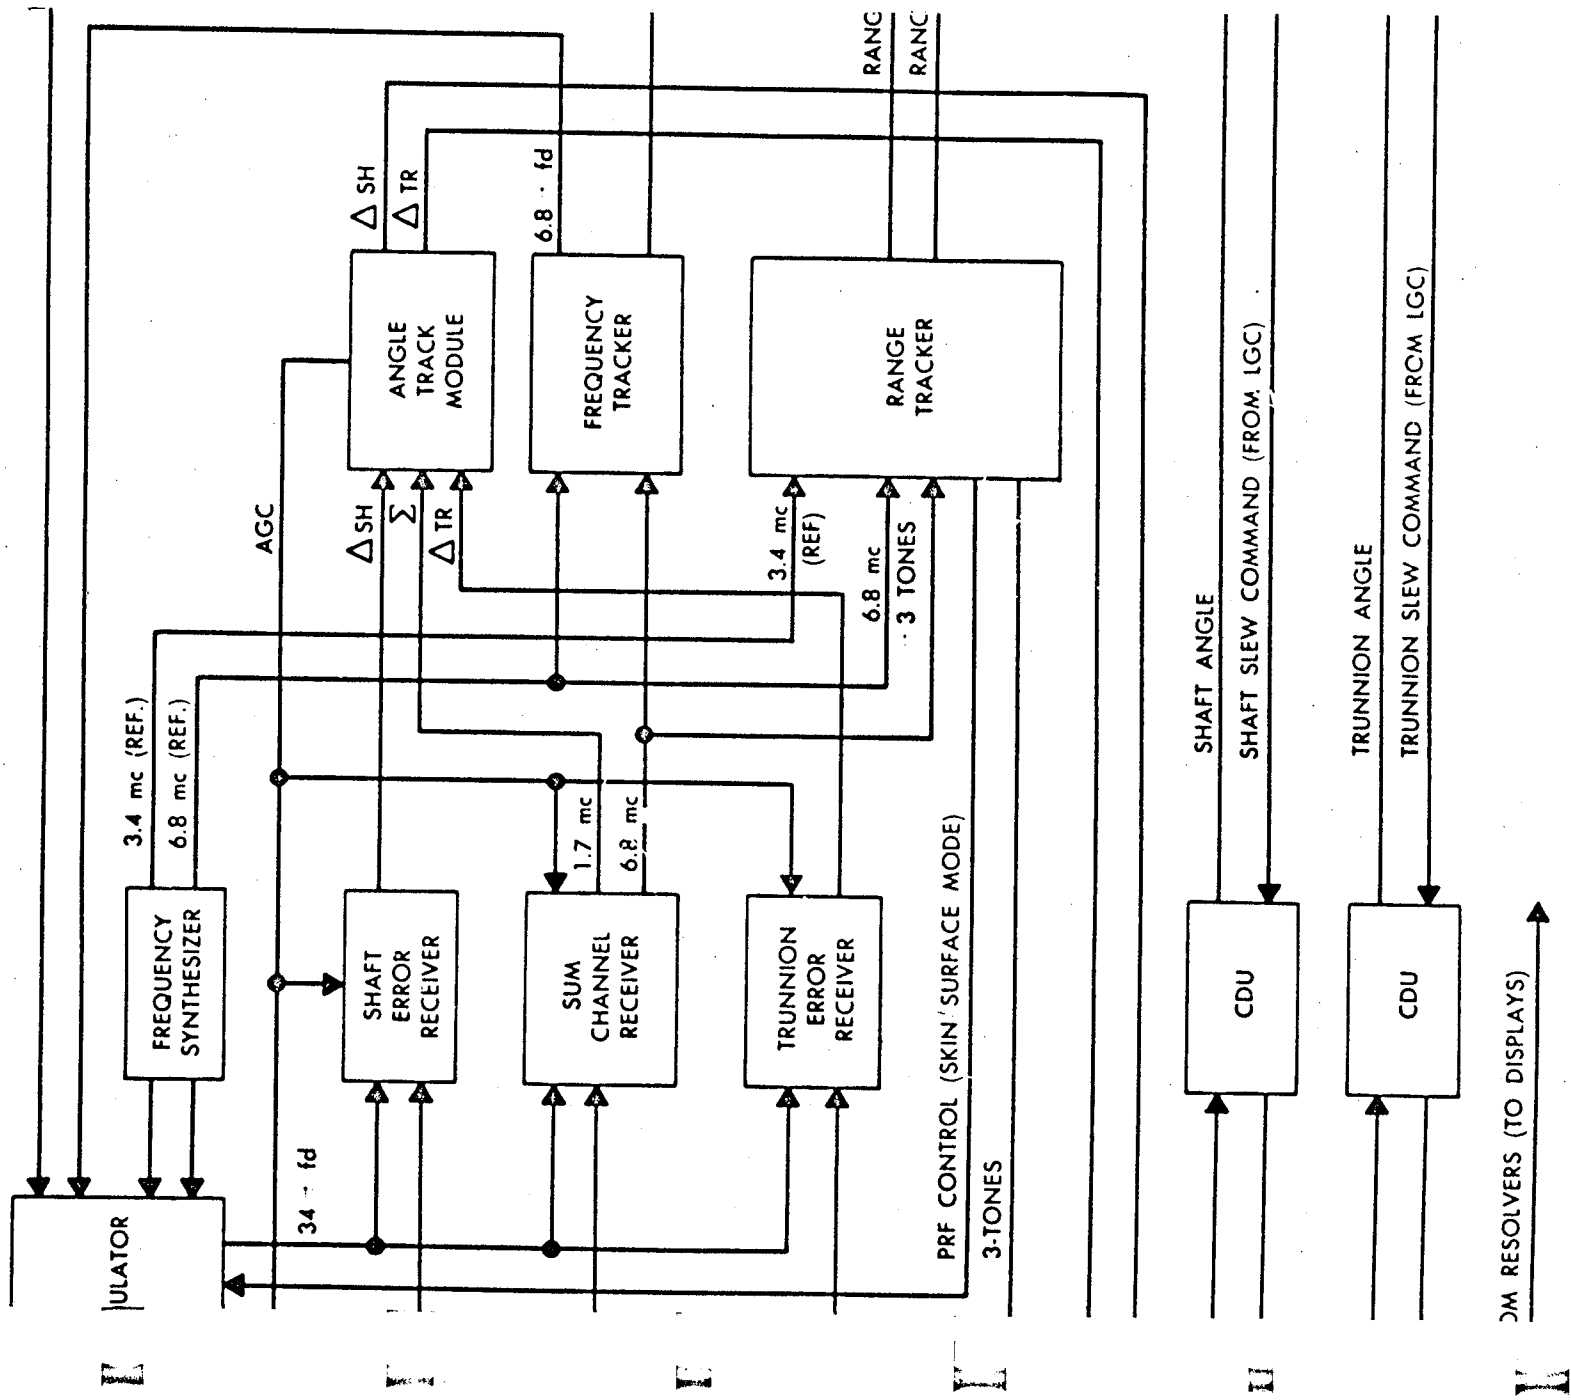 3.4 mc (REF.)
6.8 mc (REF.)
FREQUENCY
SYNTHESIZER
ULATOR
AGC
Δ SH
Δ TR
ANGLE
TRACK
MODULE
Δ SH
Σ
Δ TR
SHAFT
ERROR
RECEIVER
34 - fd
6.8 - fd
FREQUENCY
TRACKER
1.7 mc
6.8 mc
SUM
CHANNEL
RECEIVER
RANG
RANG
RANGE
TRACKER
3.4 mc
(REF)
6.8 mc
3 TONES
TRUNNION
ERROR
RECEIVER
PRF CONTROL (SKIN/SURFACE MODE)
3-TONES
SHAFT ANGLE
SHAFT SLEW COMMAND (FROM LGC)
CDU
TRUNNION ANGLE
TRUNNION SLEW COMMAND (FROM LGC)
CDU
OM RESOLVERS (TO DISPLAYS)